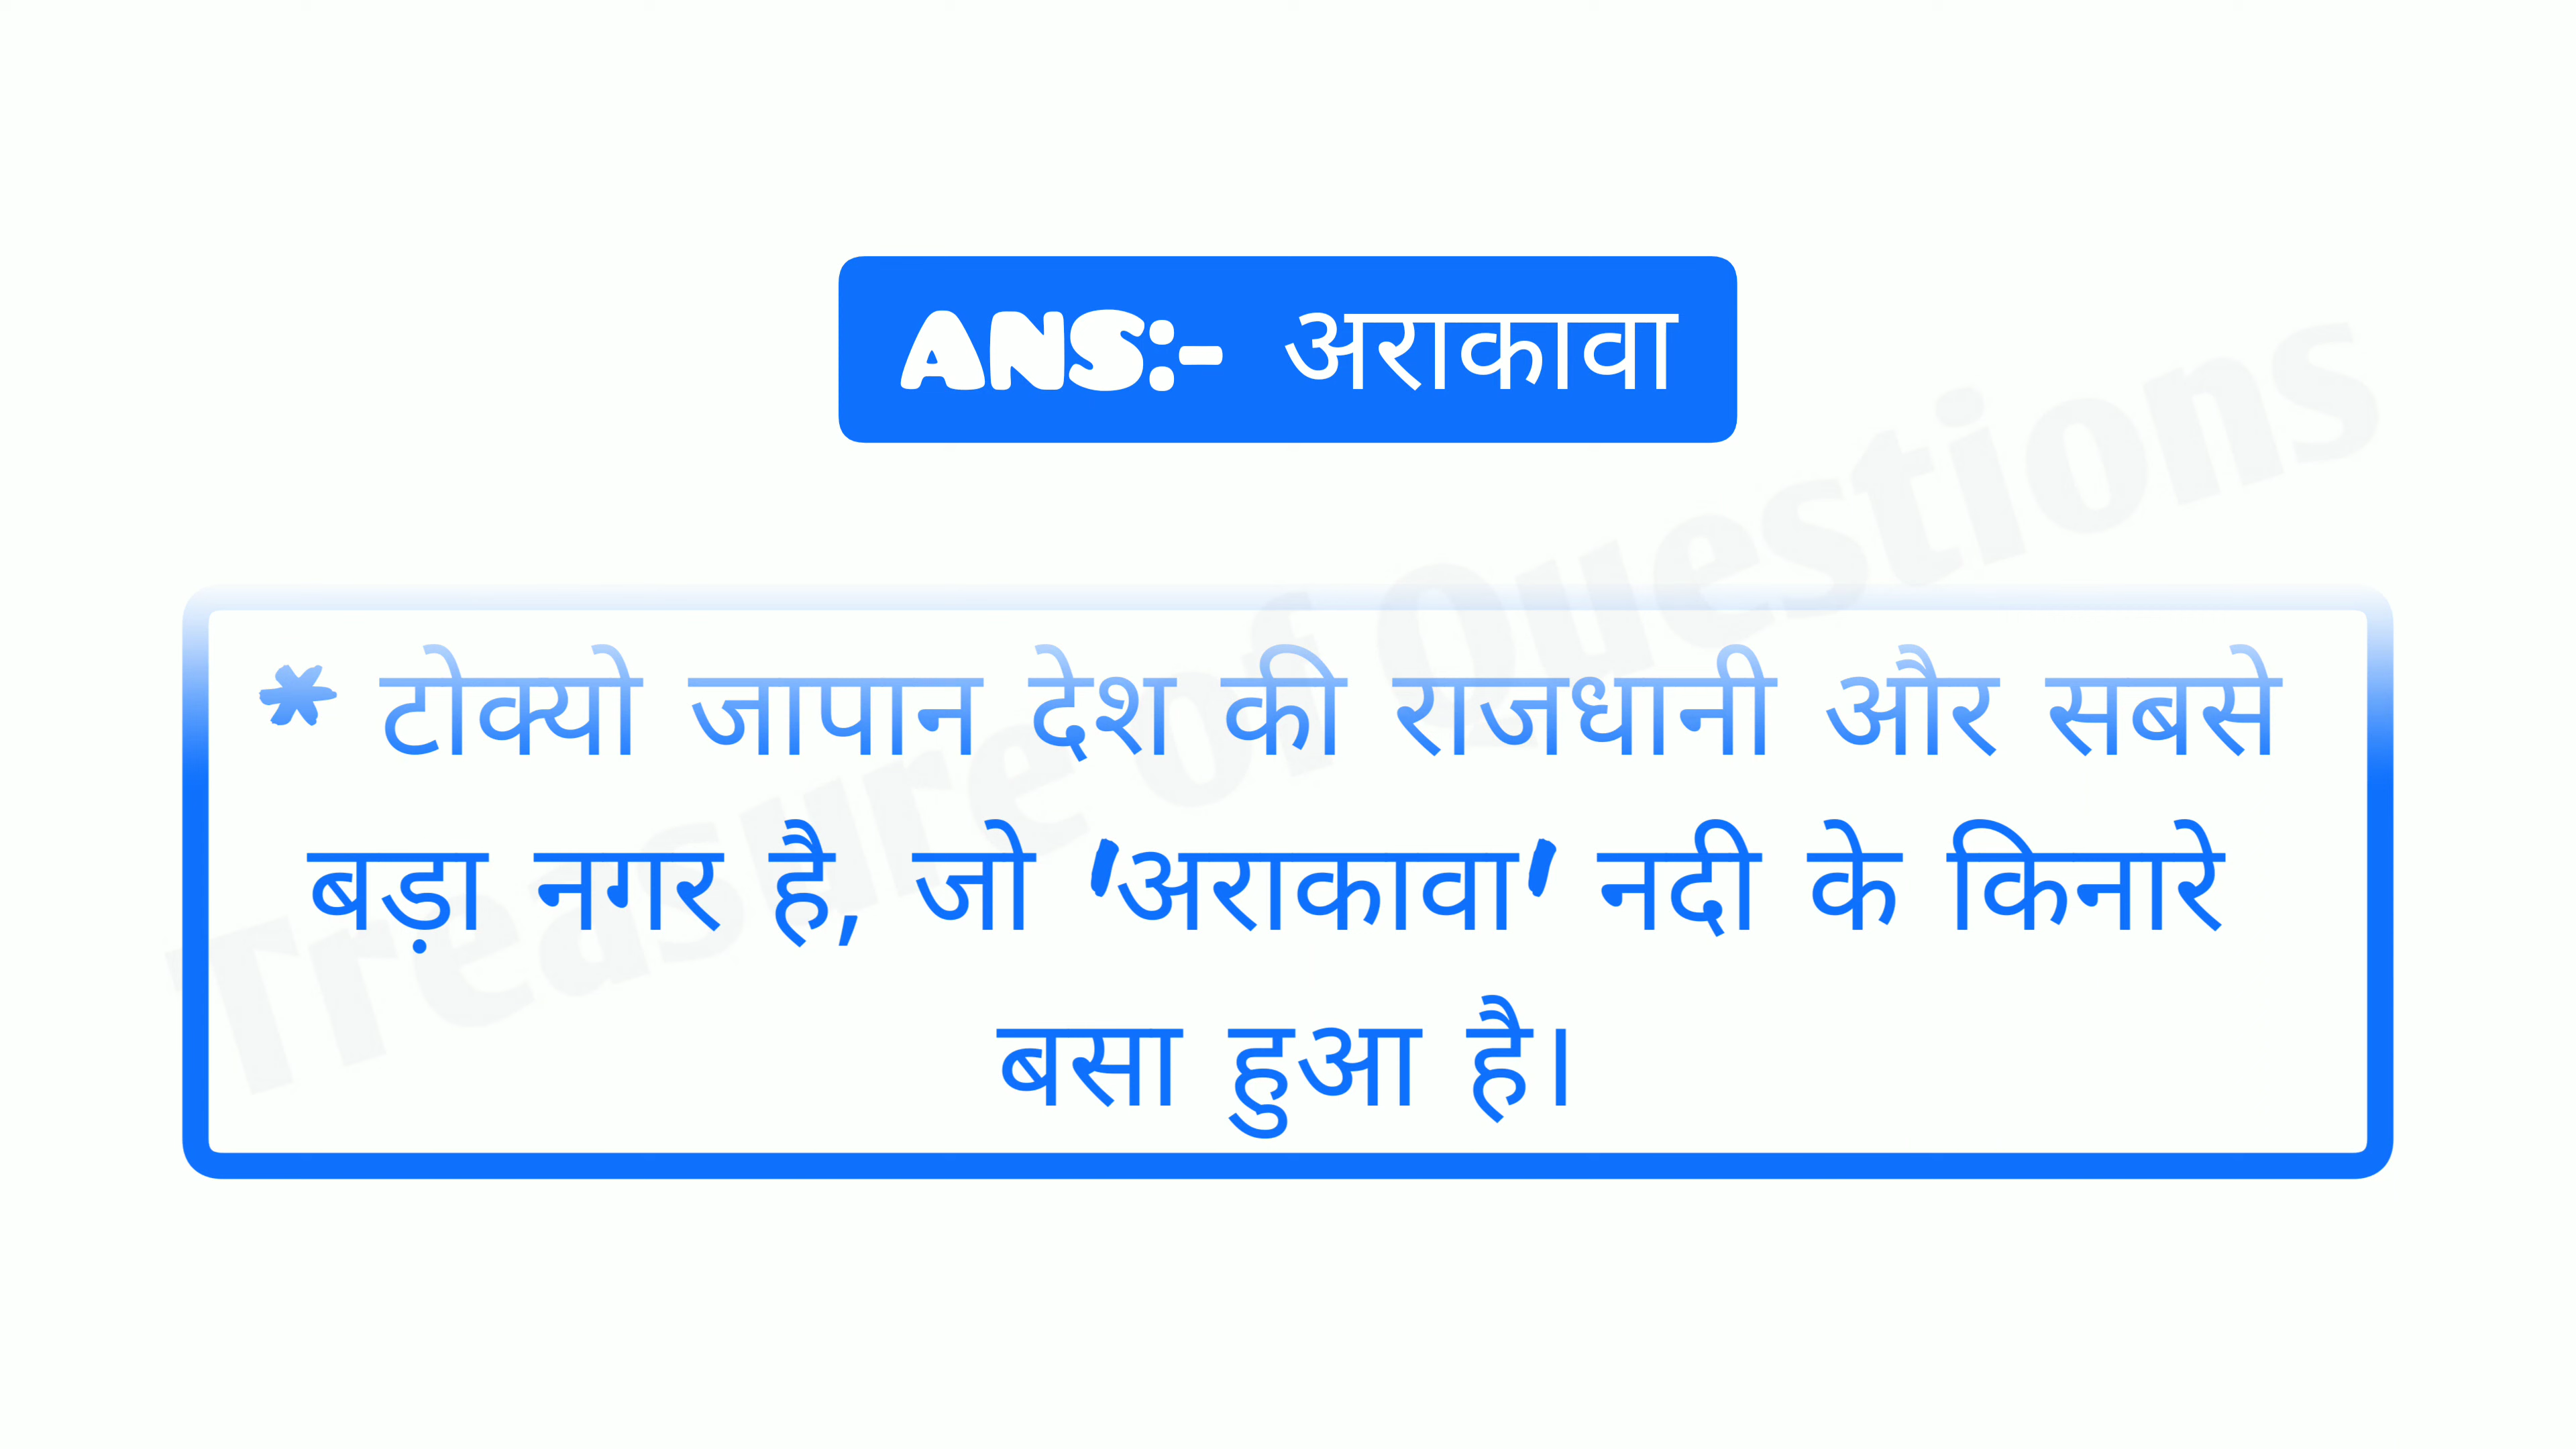 ANS:- अराकावा
* टोक्यो जापान देश की राजधानी और सबसे
बड़ा नगर है, जो 'अराकावा' नदी के किनारे
बसा हुआ है।
Treasure of Questions